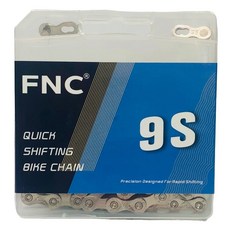 FNC®
9S
QUICK
SHIFTING
BIKE CHAIN
Precision Designed For Rapid Shifting